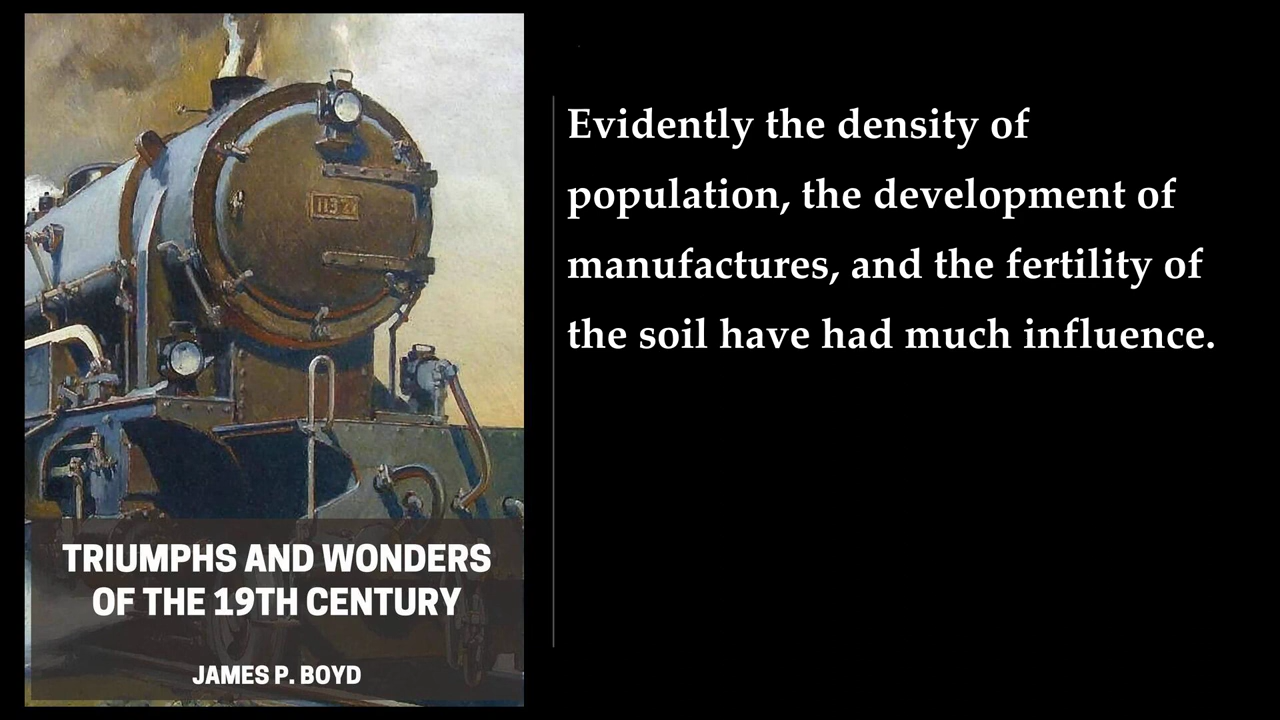 Evidently the density of
population, the development of
manufactures, and the fertility of
the soil have had much influence.
TRIUMPHS AND WONDERS
OF THE 19TH CENTURY
JAMES P. BOYD